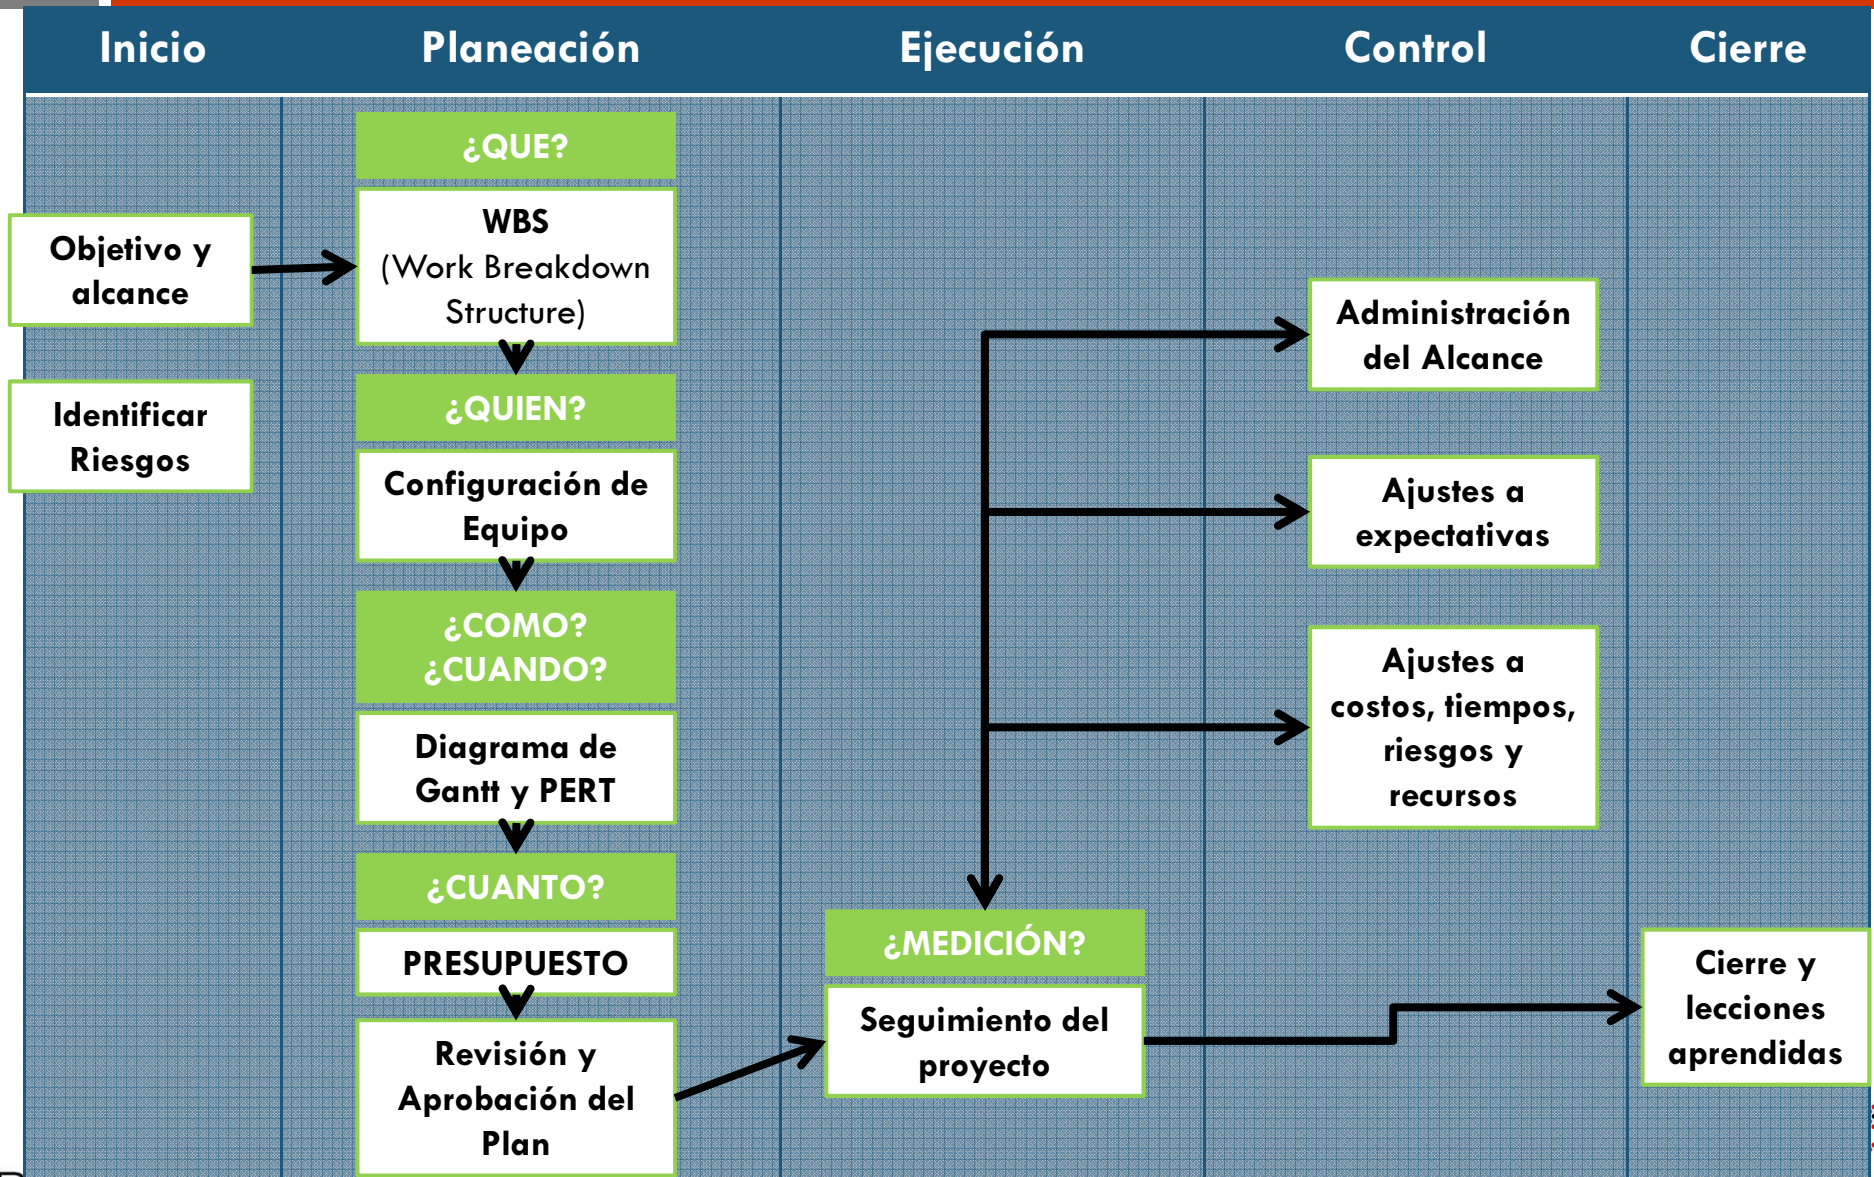 Inicio
Planeación
Ejecución
Control
Cierre
Objetivo y
alcance
Identificar
Riesgos
¿QUE?
WBS
(Work Breakdown
Structure)
¿QUIEN?
Configuración de
Equipo
¿COMO?
¿CUANDO?
Diagrama de
Gantt y PERT
¿CUANTO?
PRESUPUESTO
Revisión y
Aprobación del
Plan
¿MEDICIÓN?
Seguimiento del
proyecto
Administración
del Alcance
Ajustes a
expectativas
Ajustes a
costos, tiempos,
riesgos y
recursos
Cierre y
lecciones
aprendidas